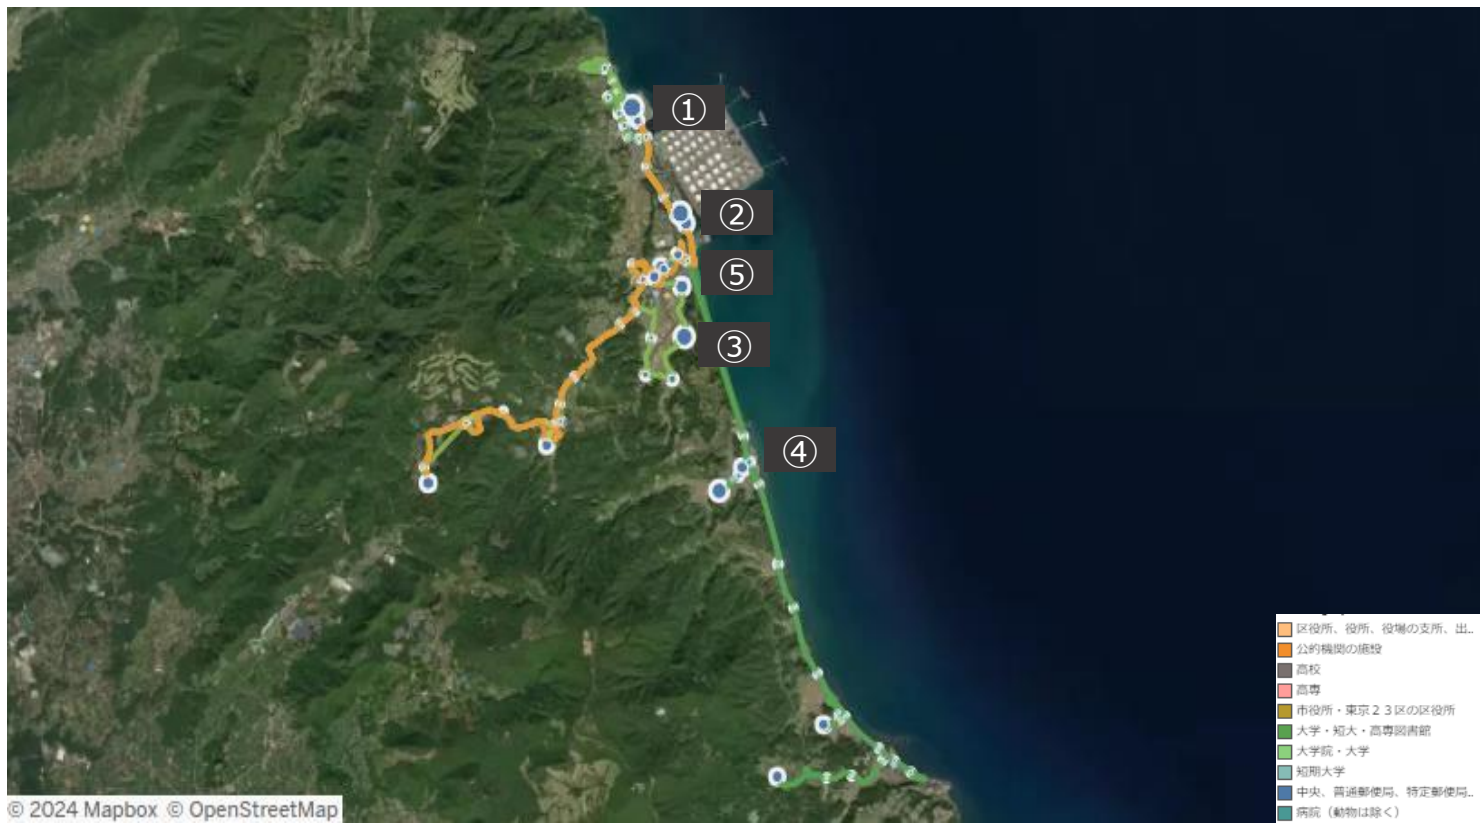 ①
②
⑤
③
④
区役所、役所、役場の支所、出…
公的機関の施設
高校
高専
市役所・東京23区の区役所
大学・短大・高専図書館
大学院・大学
短期大学
中央、普通郵便局、特定郵便局…
病院（動物は除く）
© 2024 Mapbox © OpenStreetMap